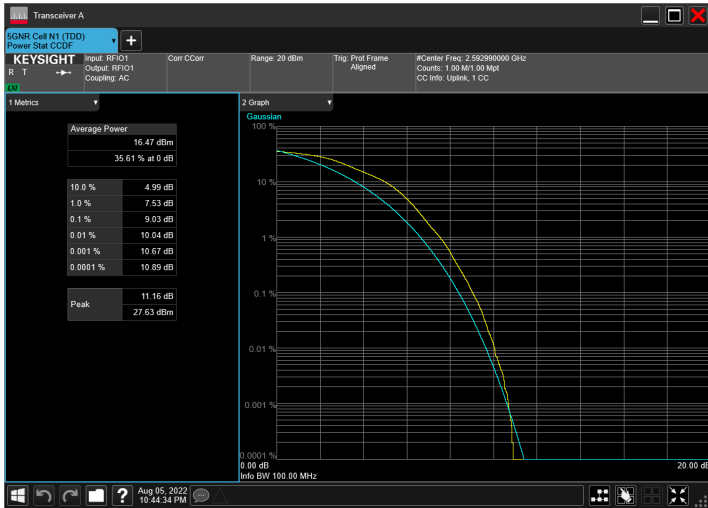 Transceiver A
5GNR Cell N1 (TDD)
Power Stat CCDF
+
KEYSIGHT
R T
LXI
Input: RFIO1
Output: RFIO1
Coupling: AC
Corr CCorr
Range: 20 dBm
Trig: Prot Frame
Aligned
#Center Freq: 2.592990000 GHz
Counts: 1.00 M/1.00 Mpt
CC Info: Uplink, 1 CC
1 Metrics
Average Power
16.47 dBm
35.61 % at 0 dB
10.0 % 4.99 dB
1.0 % 7.53 dB
0.1 % 9.03 dB
0.01 % 10.04 dB
0.001 % 10.67 dB
0.0001 % 10.89 dB
Peak
11.16 dB
27.63 dBm
2 Graph
Gaussian
100 %
10 %
1 %
0.1 %
0.01 %
0.001 %
0.0001 %
0.00 dB
20.00 dB
Info BW 100.00 MHz
?
Aug 05, 2022
10:44:34 PM